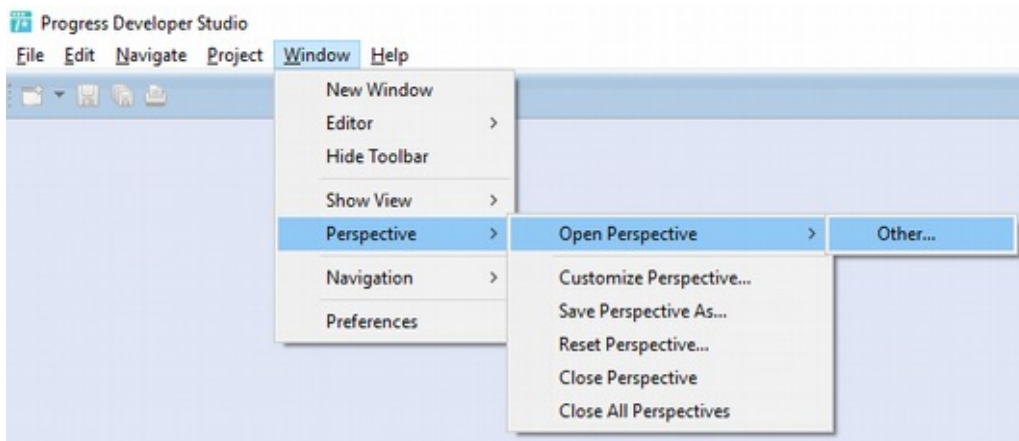 Progress Developer Studio
File Edit Navigate Project Window Help
New Window
Editor
Hide Toolbar
Show View
Perspective
Open Perspective
Other...
Navigation
Customize Perspective...
Save Perspective As...
Preferences
Reset Perspective...
Close Perspective
Close All Perspectives